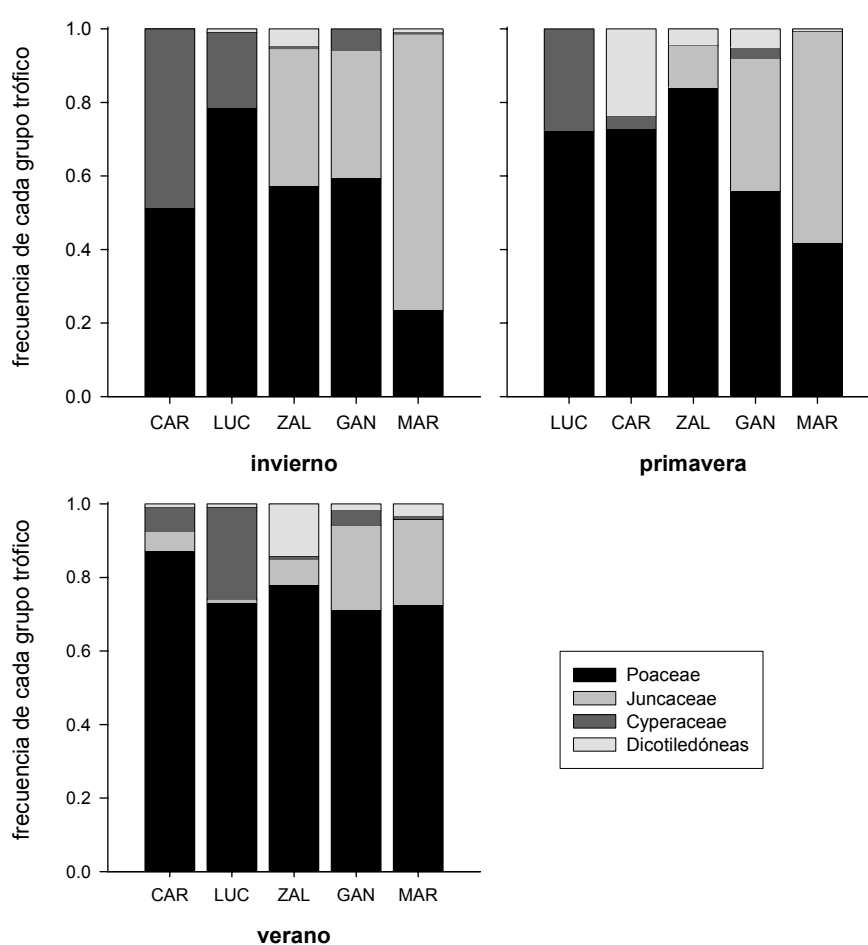 frecuencia de cada grupo trófico
1.0
0.8
0.6
0.4
0.2
0.0
CAR LUC ZAL GAN MAR
invierno
LUC CAR ZAL GAN MAR
primavera
frecuencia de cada grupo trófico
1.0
0.8
0.6
0.4
0.2
0.0
CAR LUC ZAL GAN MAR
verano
Poaceae
Juncaceae
Cyperaceae
Dicotiledóneas